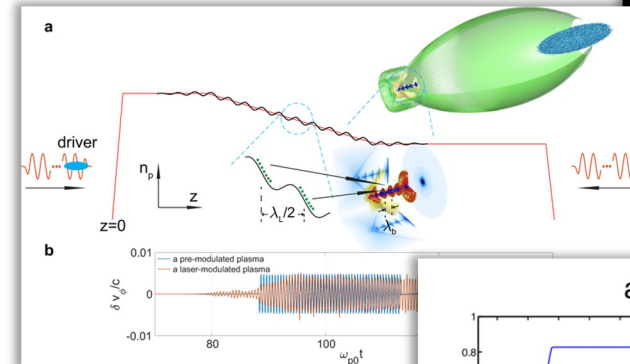 a
driver
n_p
z
z=0
λ_L/2
λ_b
b
0.01
a pre-modulated plasma
a laser-modulated plasma
δ v_ϕ/c
0
-0.01
80
100
ω_p0 t
a
1
0.8